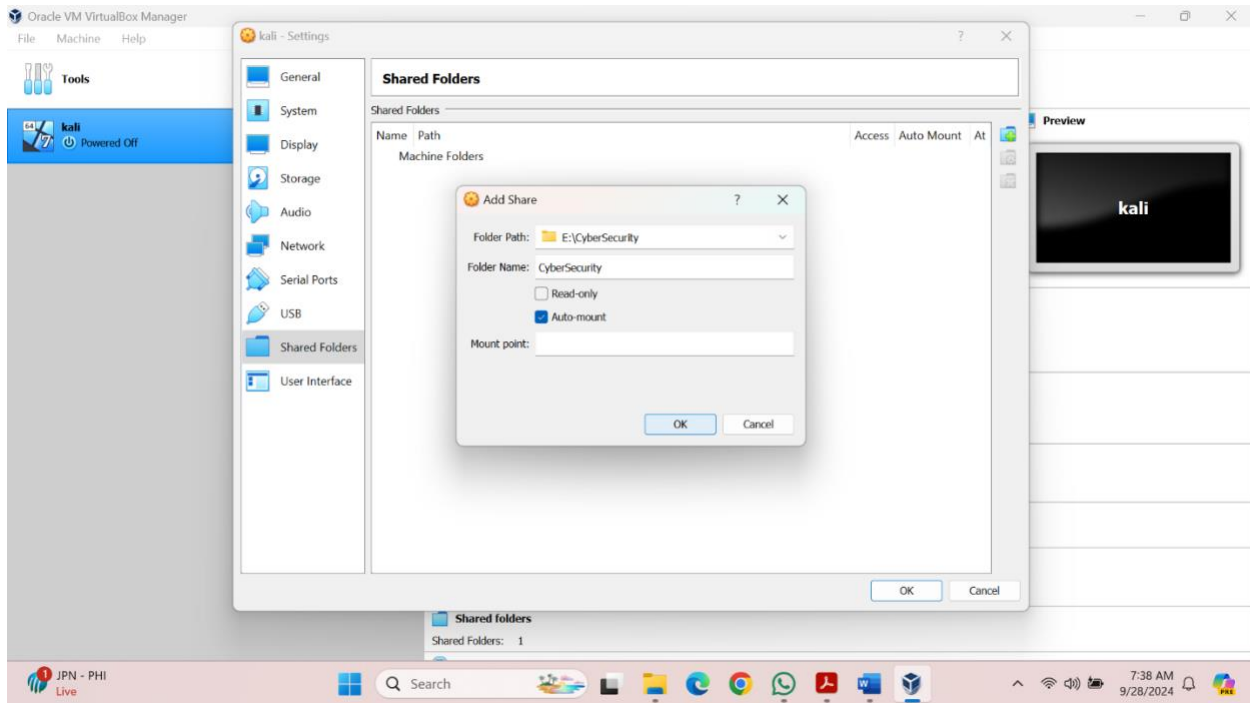 Oracle VM VirtualBox Manager
File Machine Help
Tools
64
kali
Powered Off
kali - Settings
?
General
System
Display
Storage
Audio
Network
Serial Ports
USB
Shared Folders
User Interface
Shared Folders
Shared Folders
Name Path Access Auto Mount At
Machine Folders
Add Share ?
Folder Path: E:\CyberSecurity
Folder Name: CyberSecurity
Read-only
Auto-mount
Mount point:
OK Cancel
OK Cancel
Preview
kali
Shared folders
Shared Folders: 1
1
JPN - PHI
Live
Search
W
7:38 AM
9/28/2024
PRE